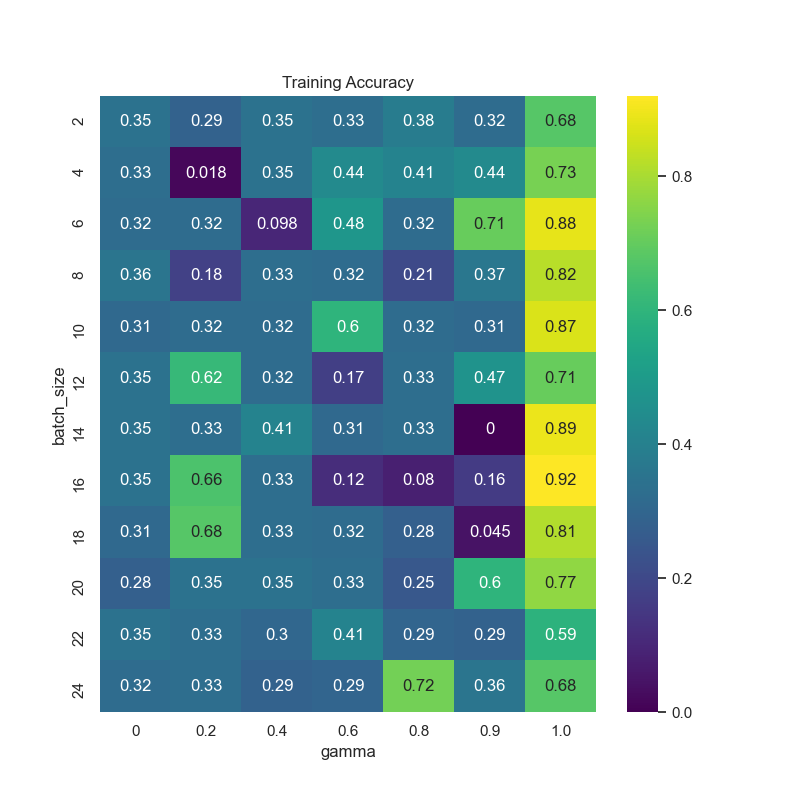 Training Accuracy
2 0.35 0.29 0.35 0.33 0.38 0.32 0.68
4 0.33 0.018 0.35 0.44 0.41 0.44 0.73
6 0.32 0.32 0.098 0.48 0.32 0.71 0.88
8 0.36 0.18 0.33 0.32 0.21 0.37 0.82
10 0.31 0.32 0.32 0.6 0.32 0.31 0.87
12 0.35 0.62 0.32 0.17 0.33 0.47 0.71
14 0.35 0.33 0.41 0.31 0.33 0 0.89
16 0.35 0.66 0.33 0.12 0.08 0.16 0.92
18 0.31 0.68 0.33 0.32 0.28 0.045 0.81
20 0.28 0.35 0.35 0.33 0.25 0.6 0.77
22 0.35 0.33 0.3 0.41 0.29 0.29 0.59
24 0.32 0.33 0.29 0.29 0.72 0.36 0.68
0 0.2 0.4 0.6 0.8 0.9 1.0
gamma
batch_size
0.8
0.6
0.4
0.2
0.0